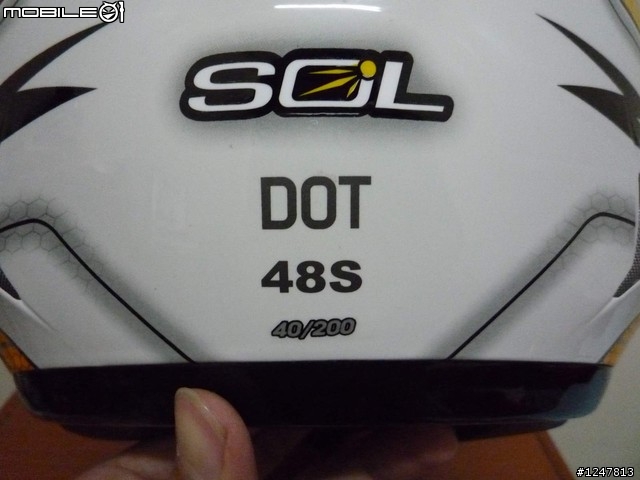 MOBILE01
SOL
DOT
48S
40/200
#1247813